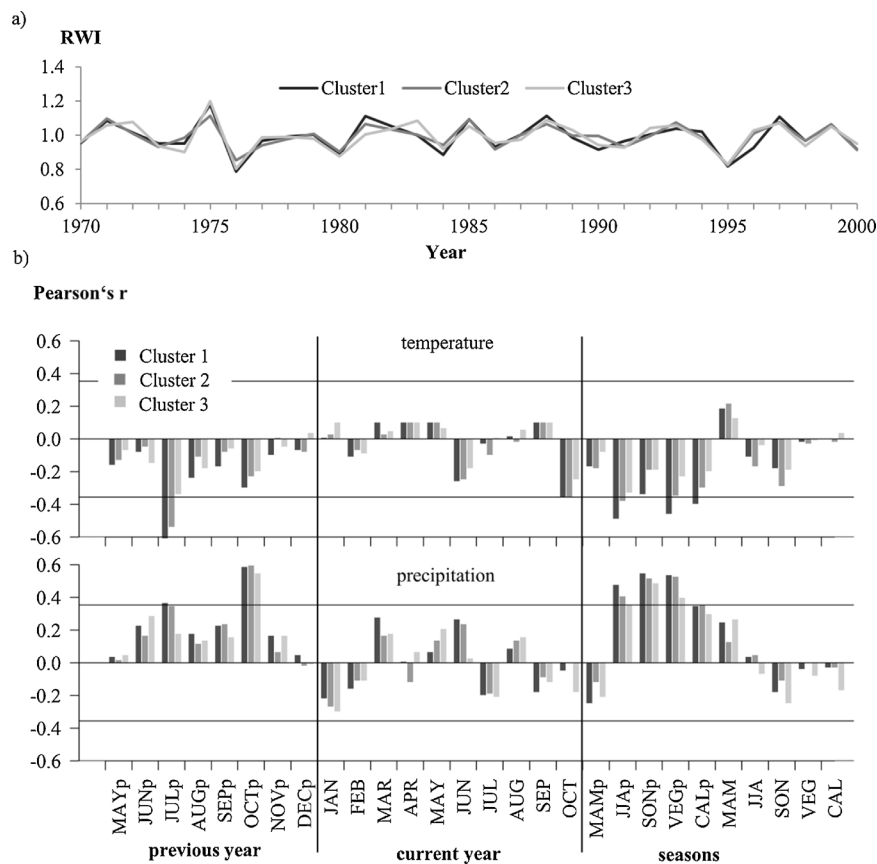 a)
RWI
1.4
1.2
1.0
0.8
0.6
Cluster1 Cluster2 Cluster3
1970 1975 1980 1985 1990 1995 2000
Year
b)
Pearson‘s r
0.6
0.4
0.2
0.0
-0.2
-0.4
-0.6
Cluster 1
Cluster 2
Cluster 3
temperature
0.6
0.4
0.2
0.0
-0.2
-0.4
-0.6
precipitation
MAYp JUNp JULp AUGp SEPp OCTp NOVp DECp JAN FEB MAR APR MAY JUN JUL AUG SEP OCT MAMp JJAp SONp VEGp CALp MAM JJA SON VEG CAL
previous year current year seasons